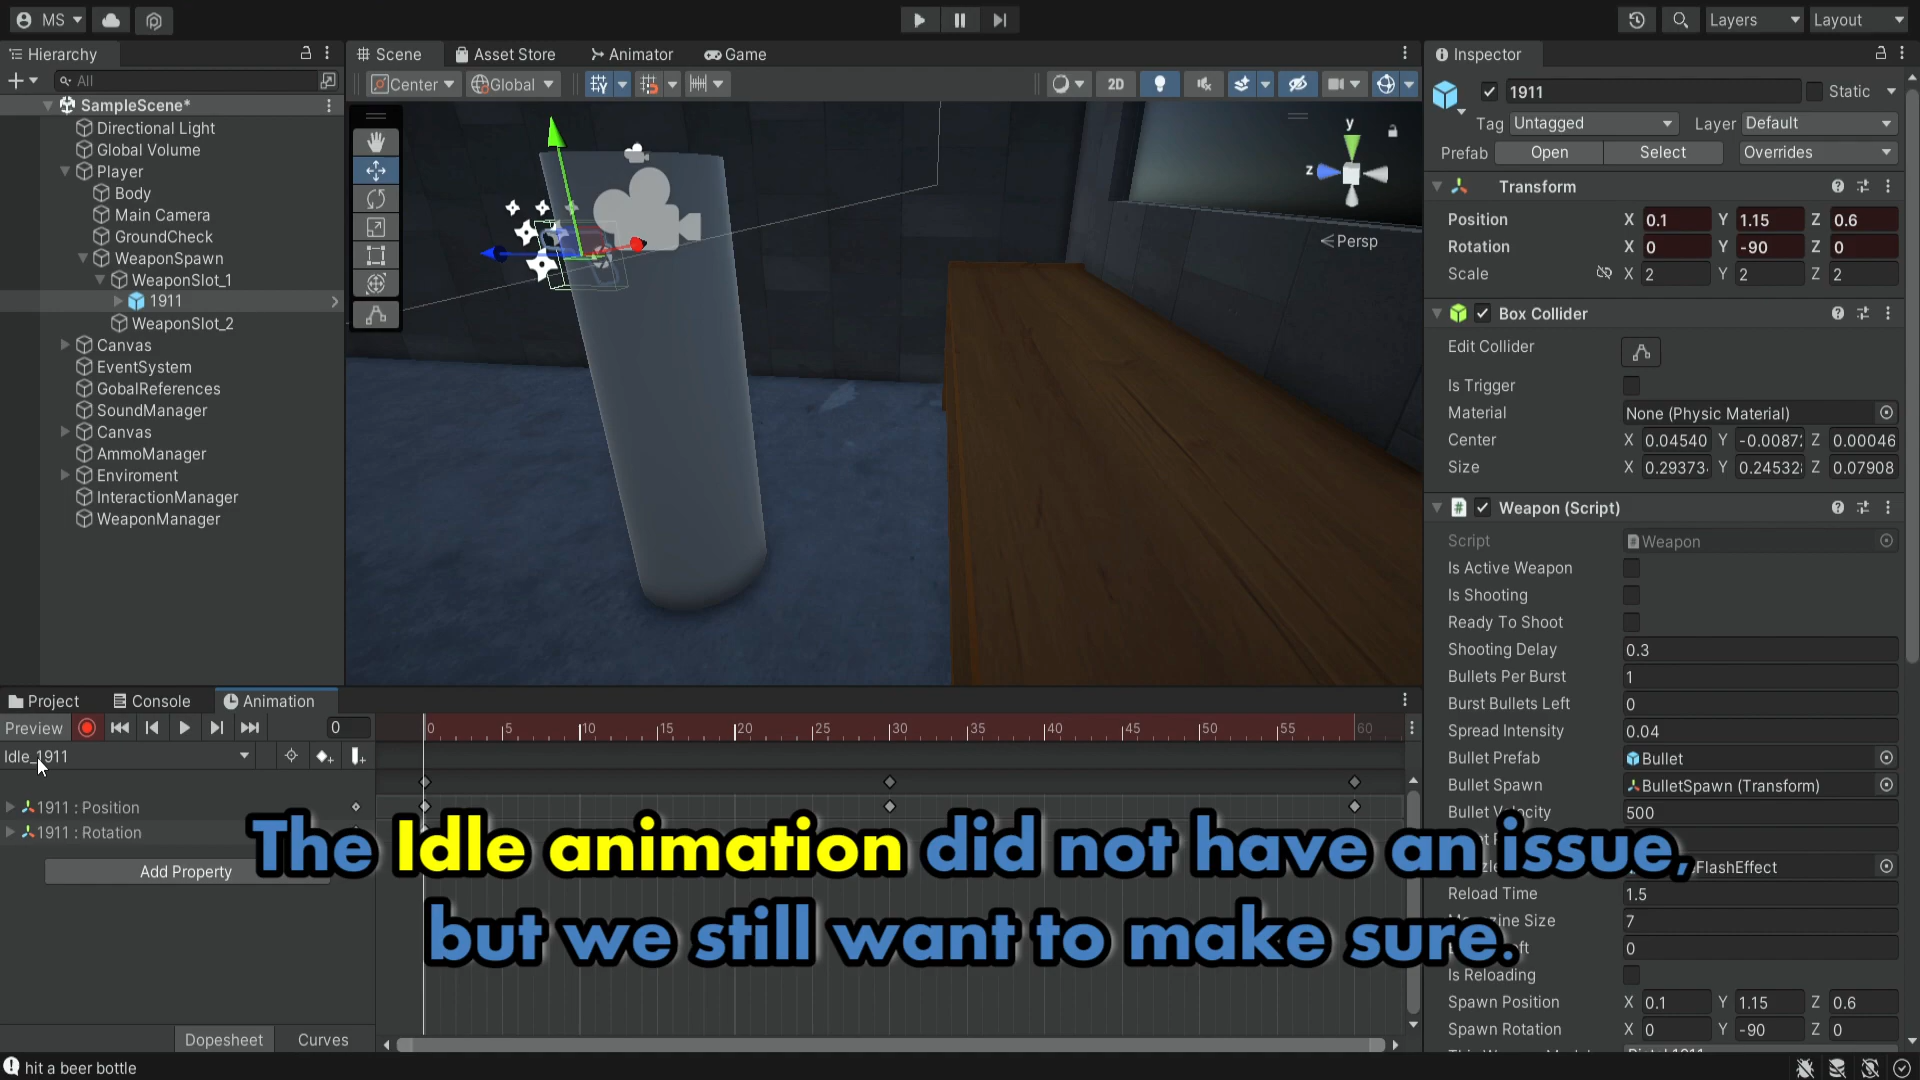 MS
Layers
Layout
Hierarchy
Scene
Asset Store
Animator
Game
Inspector
All
Center
Global
2D
1911
Static
SampleScene*
Directional Light
Global Volume
Player
Body
Main Camera
GroundCheck
WeaponSpawn
WeaponSlot_1
1911
WeaponSlot_2
Canvas
EventSystem
GobalReferences
SoundManager
Canvas
AmmoManager
Enviroment
InteractionManager
WeaponManager
y
z
Persp
Tag Untagged Layer Default
Prefab Open Select Overrides
Transform
Position X 0.1 Y 1.15 Z 0.6
Rotation X 0 Y -90 Z 0
Scale X 2 Y 2 Z 2
Box Collider
Edit Collider
Is Trigger
Material None (Physic Material)
Center X 0.04540 Y -0.0087 Z 0.00046
Size X 0.29373 Y 0.24532 Z 0.07908
Weapon (Script)
Script Weapon
Is Active Weapon
Is Shooting
Ready To Shoot
Shooting Delay 0.3
Bullets Per Burst 1
Burst Bullets Left 0
Spread Intensity 0.04
Bullet Prefab Bullet
Bullet Spawn BulletSpawn (Transform)
Bullet Velocity 500
FlashEffect
Reload Time 1.5
Magazine Size 7
0
Is Reloading
Spawn Position X 0.1 Y 1.15 Z 0.6
Spawn Rotation X 0 Y -90 Z 0
Project
Console
Animation
Preview
0
0 5 10 15 20 25 30 35 40 45 50 55 60
Idle_1911
1911 : Position
1911 : Rotation
Add Property
The Idle animation did not have an issue,
but we still want to make sure.
Dopesheet
Curves
hit a beer bottle